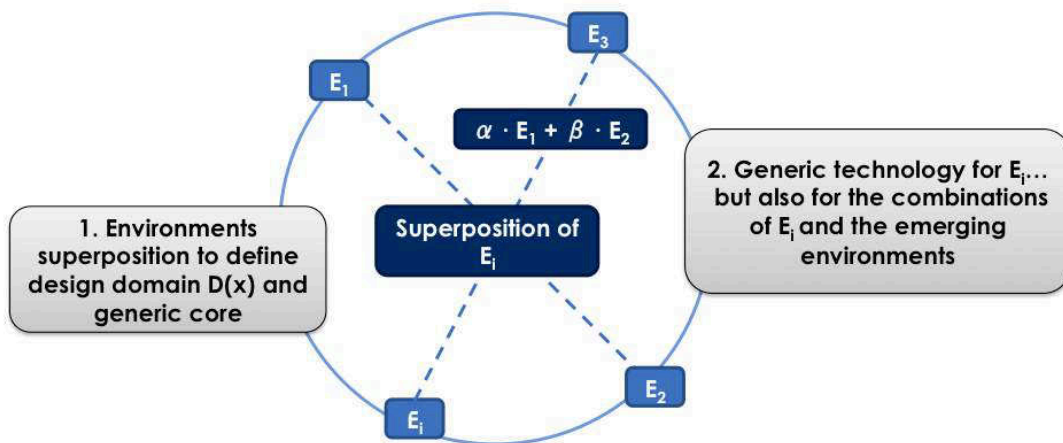 E₃
E₁
α · E₁ + β · E₂
2. Generic technology for Eᵢ…
but also for the combinations
of Eᵢ and the emerging
environments
Superposition of
Eᵢ
1. Environments
superposition to define
design domain D(x) and
generic core
E₂
Eᵢ